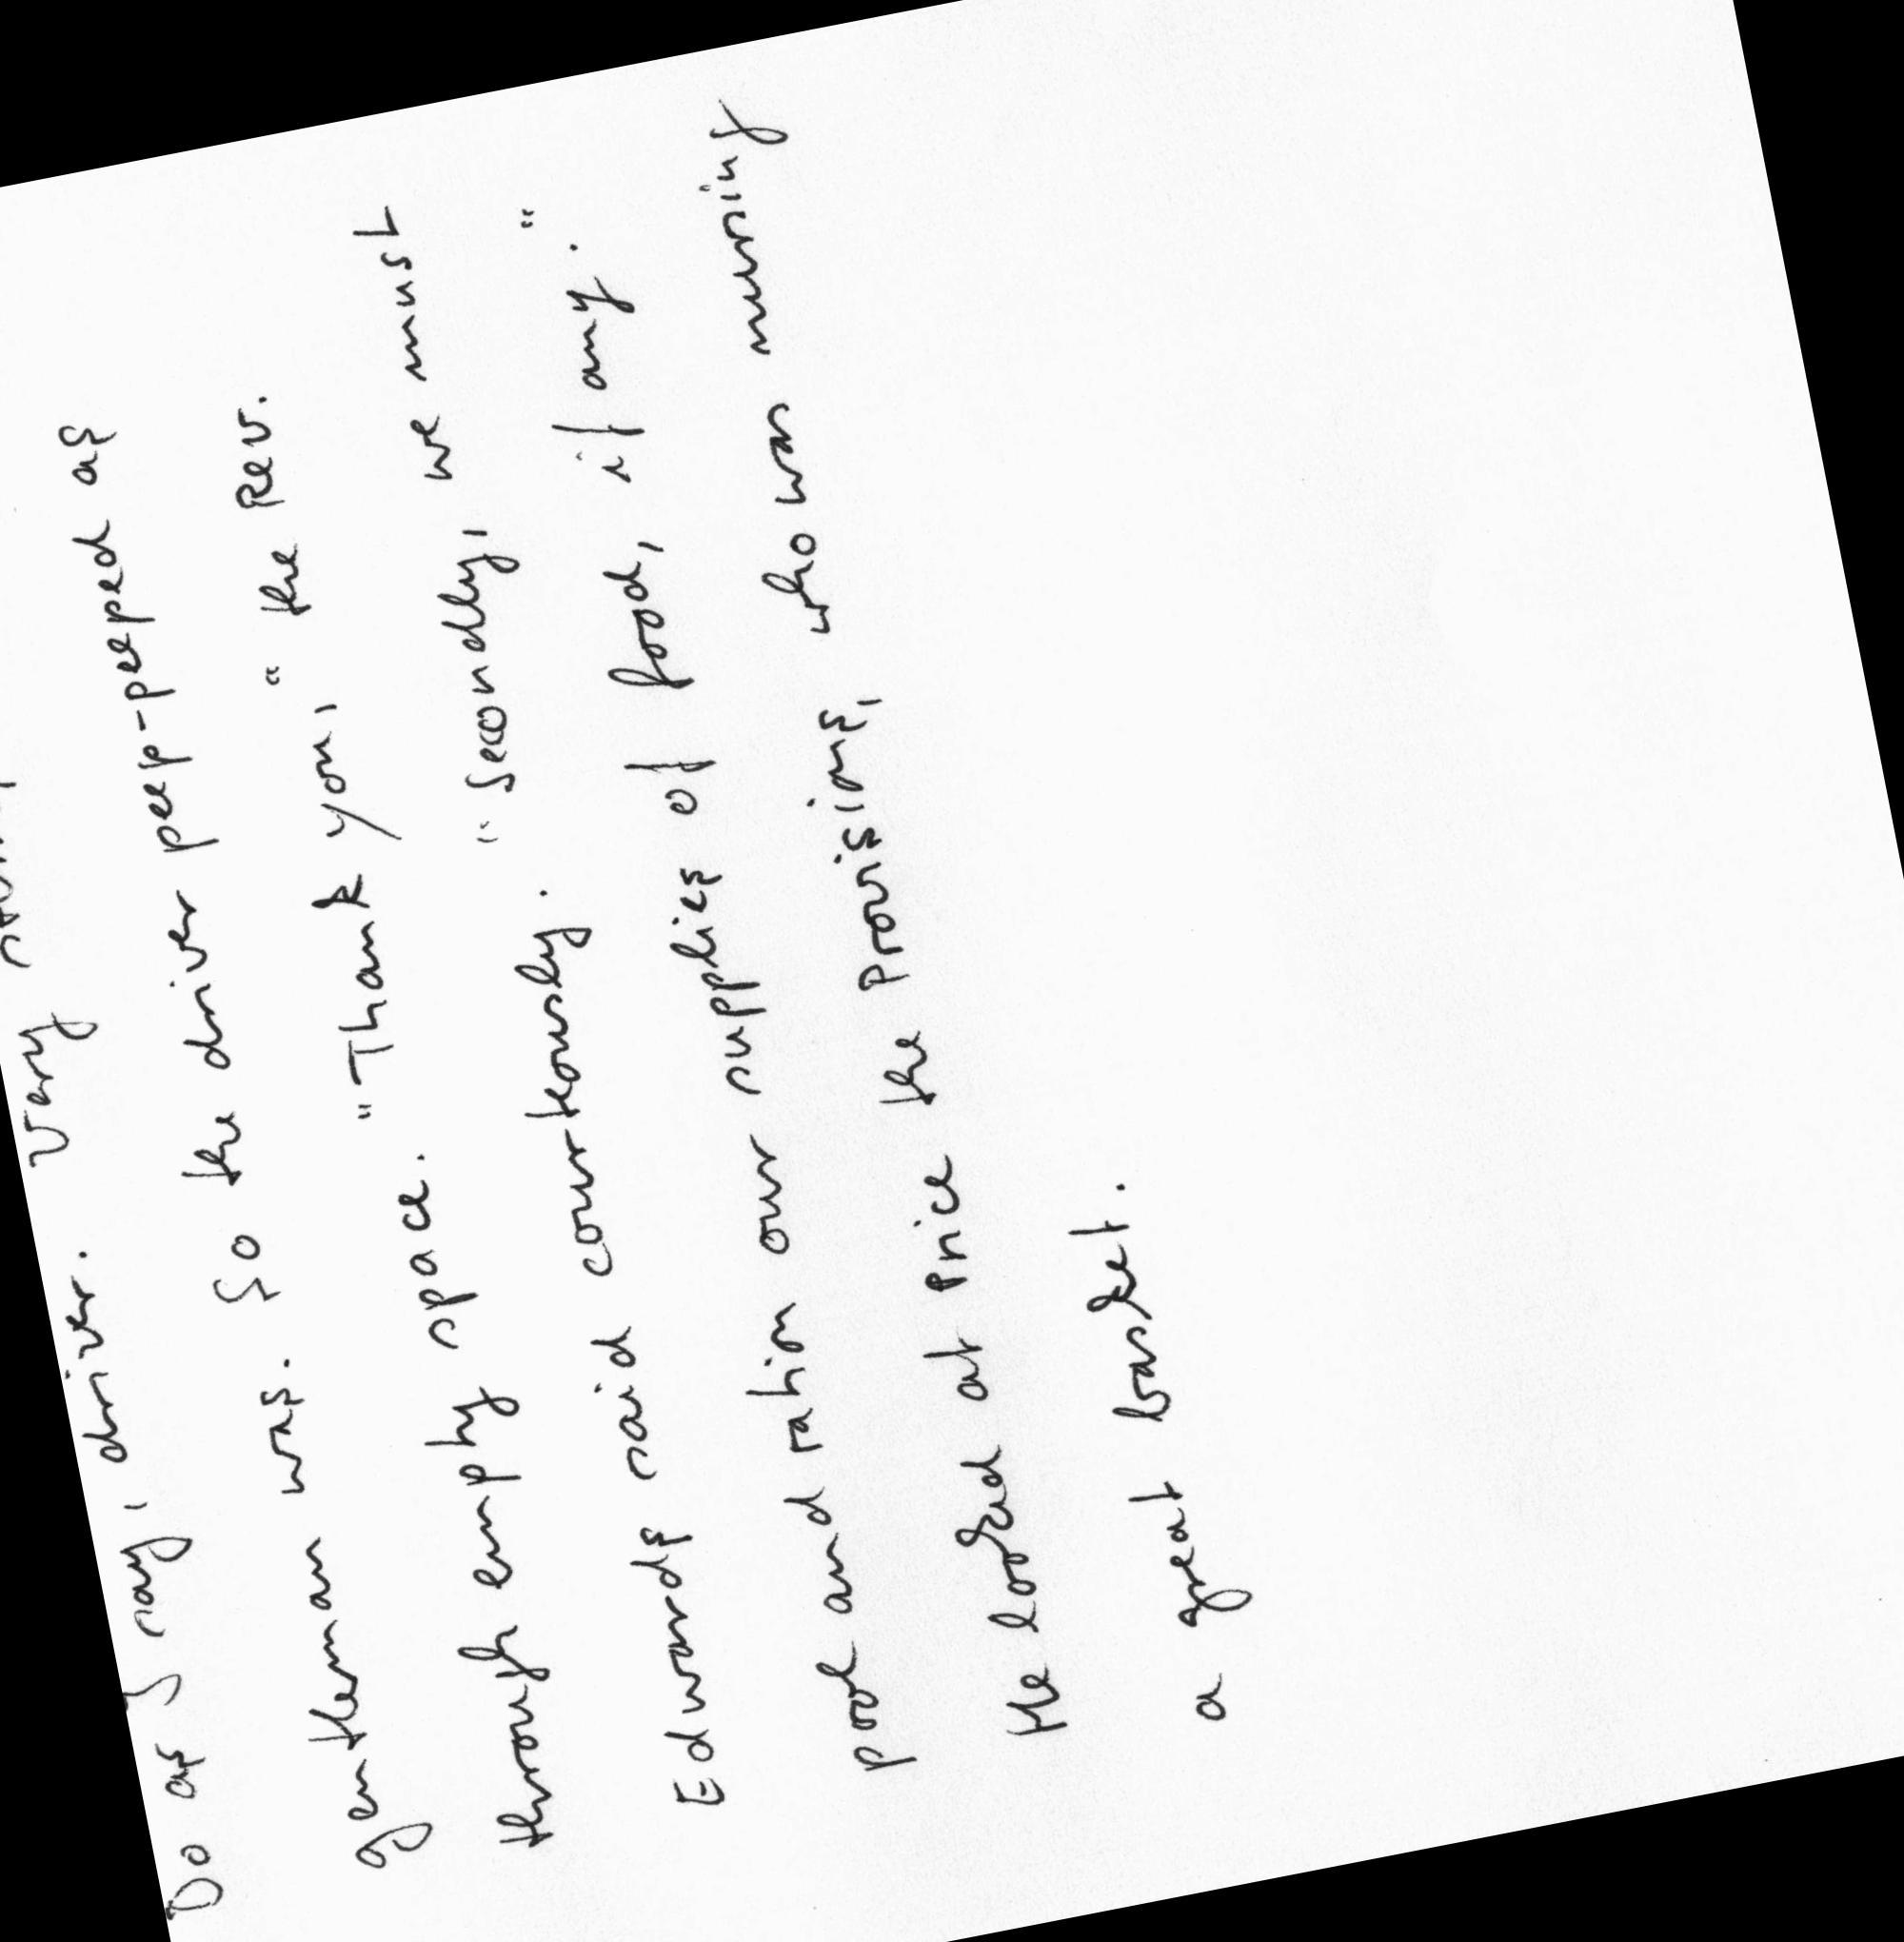 Do as I say, driver. Very
gentleman was. So the driver peep-peeped as
through empty space. "Thank you," the Rev.
Edwards said courteously. "Secondly, we must
pool and ration our supplies of food, if any."
He looked at Price the Provisions, who was nursing
a great basket.